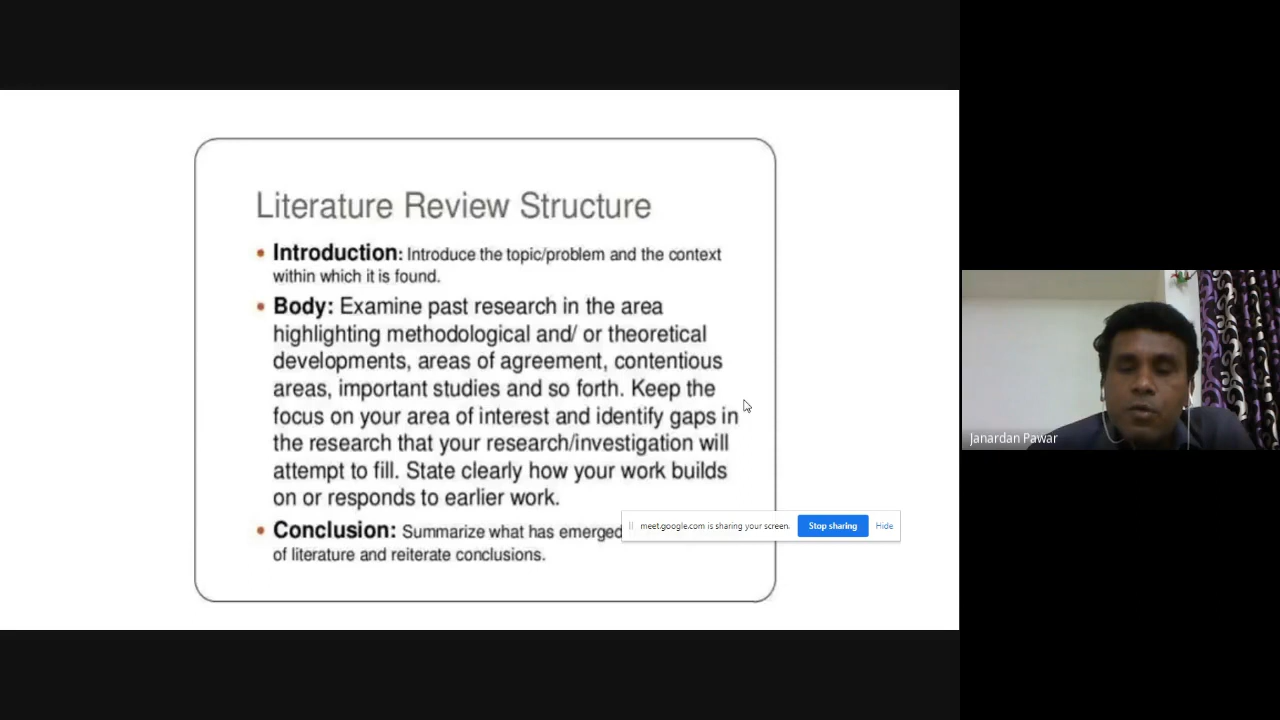 Literature Review Structure
• Introduction: Introduce the topic/problem and the context
within which it is found.
• Body: Examine past research in the area
highlighting methodological and/ or theoretical
developments, areas of agreement, contentious
areas, important studies and so forth. Keep the
focus on your area of interest and identify gaps in
the research that your research/investigation will
attempt to fill. State clearly how your work builds
on or responds to earlier work.
• Conclusion: Summarize what has emerged
of literature and reiterate conclusions.
meet.google.com is sharing your screen.
Stop sharing
Hide
Janardan Pawar